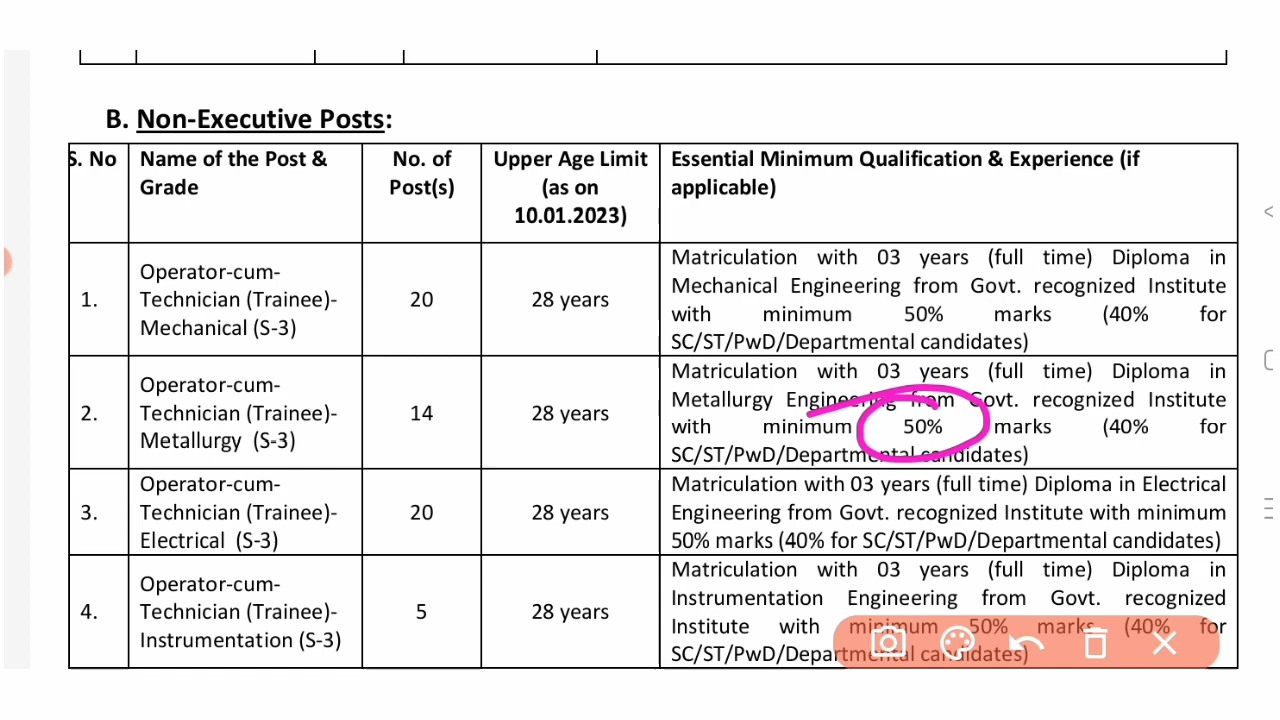 B. Non-Executive Posts:
S. No
Name of the Post &
Grade
No. of
Post(s)
Upper Age Limit
(as on
10.01.2023)
Essential Minimum Qualification & Experience (if
applicable)
1.
Operator-cum-
Technician (Trainee)-
Mechanical (S-3)
20
28 years
Matriculation with 03 years (full time) Diploma in
Mechanical Engineering from Govt. recognized Institute
with minimum 50% marks (40% for
SC/ST/PwD/Departmental candidates)
2.
Operator-cum-
Technician (Trainee)-
Metallurgy (S-3)
14
28 years
Matriculation with 03 years (full time) Diploma in
Metallurgy Engineering from Govt. recognized Institute
with minimum 50% marks (40% for
SC/ST/PwD/Departmental candidates)
3.
Operator-cum-
Technician (Trainee)-
Electrical (S-3)
20
28 years
Matriculation with 03 years (full time) Diploma in Electrical
Engineering from Govt. recognized Institute with minimum
50% marks (40% for SC/ST/PwD/Departmental candidates)
4.
Operator-cum-
Technician (Trainee)-
Instrumentation (S-3)
5
28 years
Matriculation with 03 years (full time) Diploma in
Instrumentation Engineering from Govt. recognized
Institute with minimum 50% marks (40% for
SC/ST/PwD/Departmental candidates)